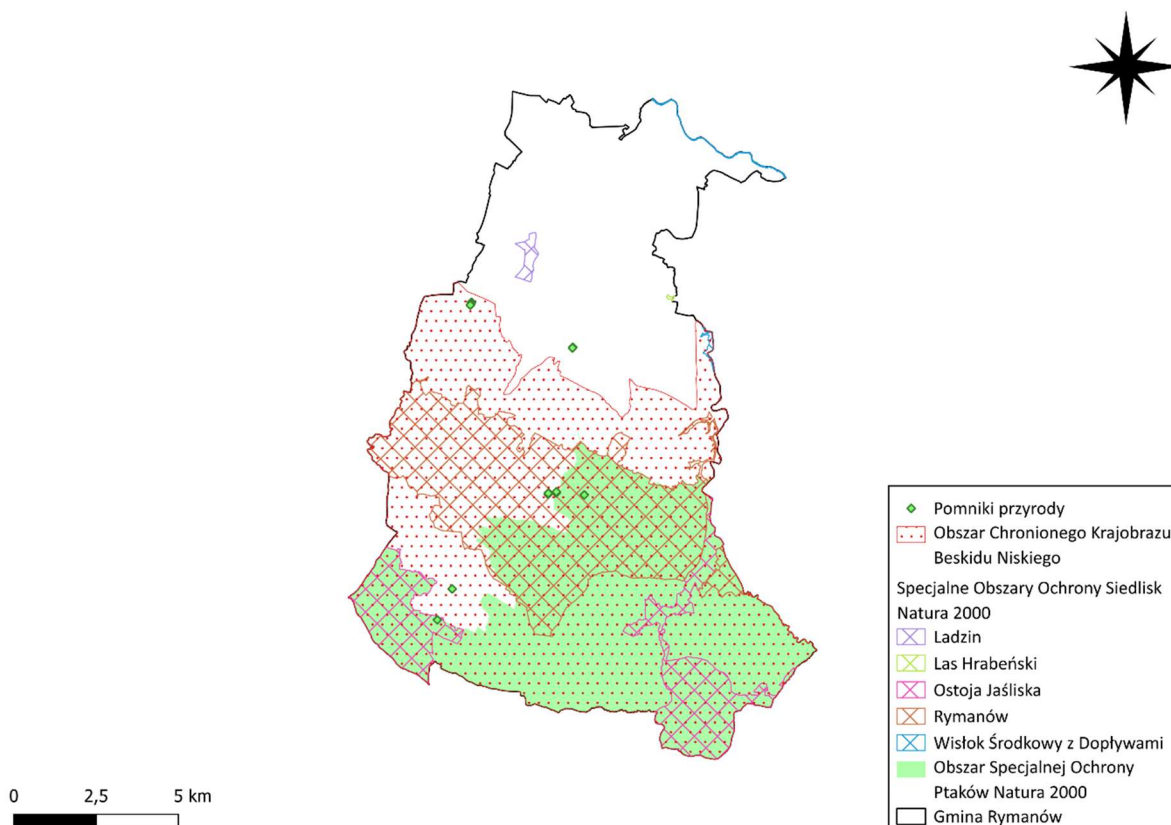 Pomniki przyrody
Obszar Chronionego Krajobrazu
Beskidu Niskiego
Specjalne Obszary Ochrony Siedlisk
Natura 2000
Ladzin
Las Hrabeński
Ostoja Jaśliska
Rymanów
Wisłok Środkowy z Dopływami
Obszar Specjalnej Ochrony
Ptaków Natura 2000
Gmina Rymanów
0 2,5 5 km